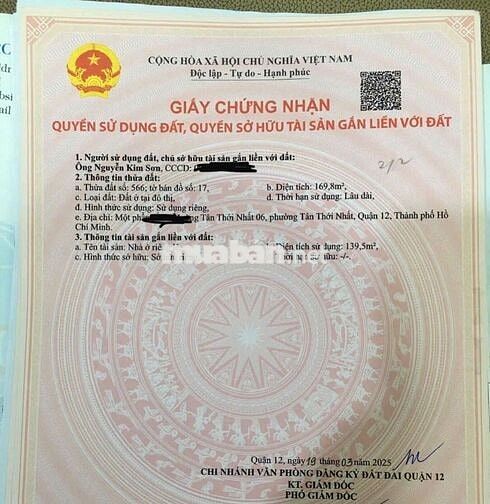 CỘNG HÒA XÃ HỘI CHỦ NGHĨA VIỆT NAM
Độc lập - Tự do - Hạnh phúc
GIẤY CHỨNG NHẬN
QUYỀN SỬ DỤNG ĐẤT, QUYỀN SỞ HỮU TÀI SẢN GẮN LIỀN VỚI ĐẤT
1. Người sử dụng đất, chủ sở hữu tài sản gắn liền với đất:
Ông Nguyễn Kim Sơn, CCCD:
2. Thông tin thửa đất:
a. Thửa đất số: 566; tờ bản đồ số: 17, b. Diện tích: 169,8m²,
c. Loại đất: Đất ở tại đô thị, d. Thời hạn sử dụng: Lâu dài,
đ. Hình thức sử dụng: Sử dụng riêng,
e. Địa chỉ: Một Tân Thới Nhất 06, phường Tân Thới Nhất, Quận 12, Thành phố Hồ
Chí Minh.
3. Thông tin tài sản gắn liền với đất:
a. Tên tài sản: Nhà ở Diện tích sử dụng: 139,5m²,
c. Hình thức sở hữu: hữu: -/-.
muaban.net
2/2
Quận 12, ngày 19 tháng 03 năm 2025
CHI NHÁNH VĂN PHÒNG ĐĂNG KÝ ĐẤT ĐAI QUẬN 12
KT. GIÁM ĐỐC
PHÓ GIÁM ĐỐC